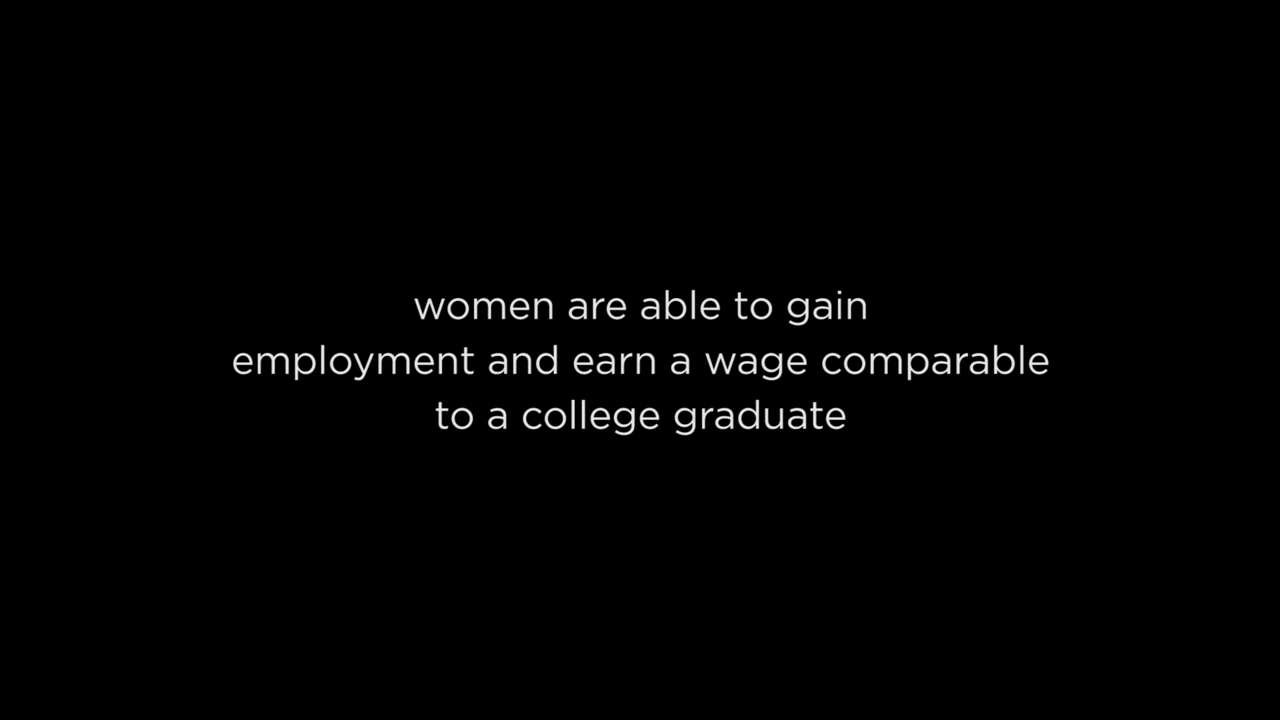 women are able to gain
employment and earn a wage comparable
to a college graduate